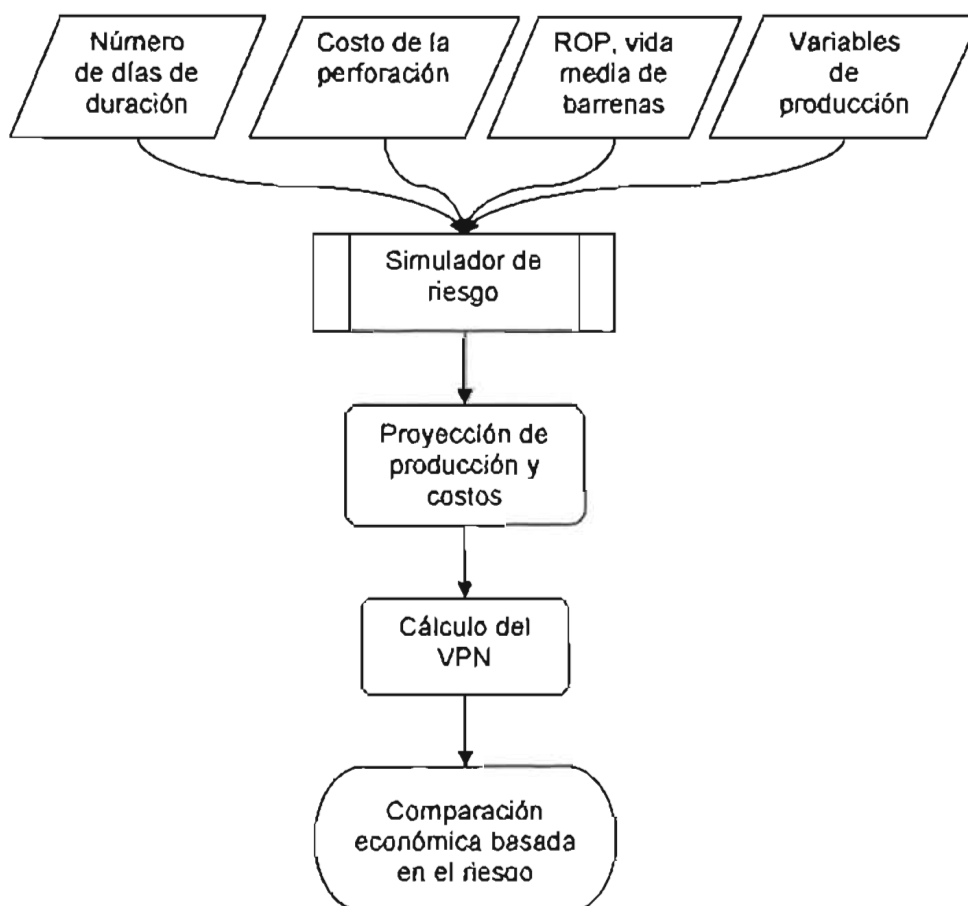 Número
de días de
duración
Costo de la
perforación
ROP, vida
media de
barrenas
Variables
de
producción
Simulador de
riesgo
Proyección de
producción y
costos
Cálculo del
VPN
Comparación
económica basada
en el riesgo